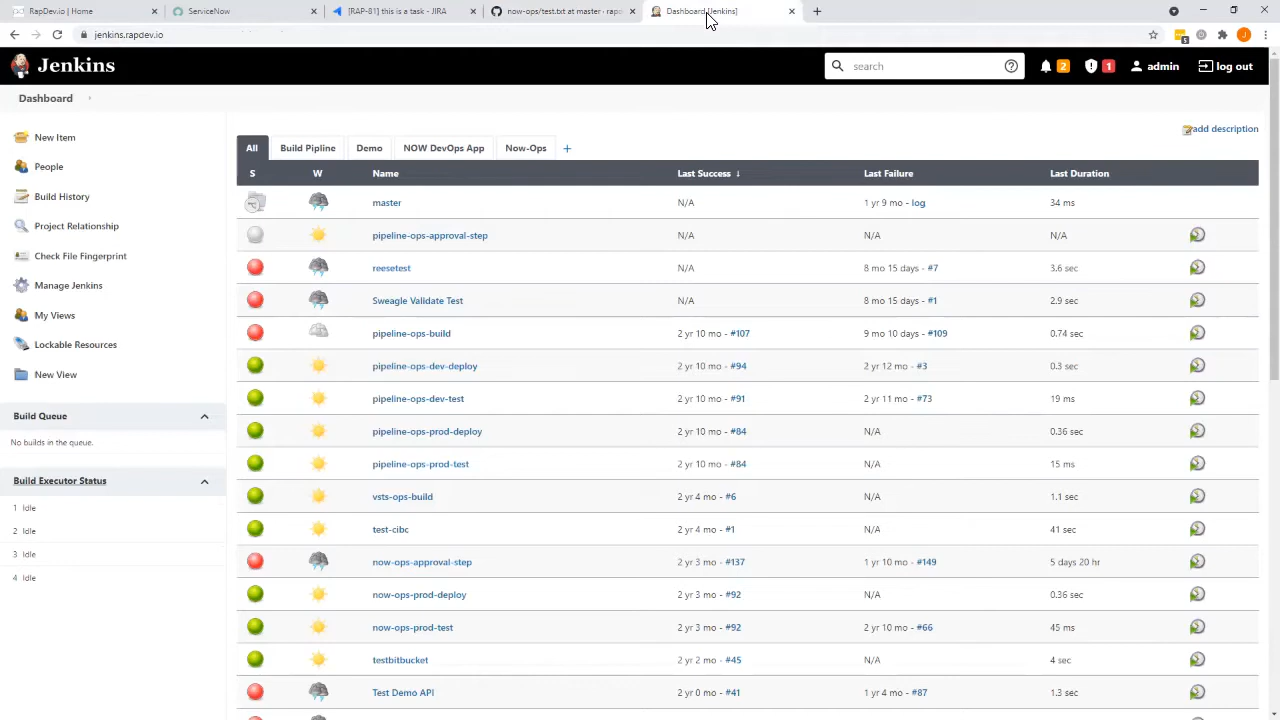 RapDev.io | Home
ServiceNow
[RAP-81] this is a task - JIRA
now-ops/test.txt at master · rap
Dashboard [Jenkins]
jenkins.rapdev.io
Jenkins
search
2
1
admin
log out
Dashboard
add description
New Item
People
Build History
Project Relationship
Check File Fingerprint
Manage Jenkins
My Views
Lockable Resources
New View
Build Queue
No builds in the queue.
Build Executor Status
1 Idle
2 Idle
3 Idle
4 Idle
All Build Pipline Demo NOW DevOps App Now-Ops +
S W Name Last Success ↓ Last Failure Last Duration
master N/A 1 yr 9 mo - log 34 ms
pipeline-ops-approval-step N/A N/A N/A
reesetest N/A 8 mo 15 days - #7 3.6 sec
Sweagle Validate Test N/A 8 mo 15 days - #1 2.9 sec
pipeline-ops-build 2 yr 10 mo - #107 9 mo 10 days - #109 0.74 sec
pipeline-ops-dev-deploy 2 yr 10 mo - #94 2 yr 12 mo - #3 0.3 sec
pipeline-ops-dev-test 2 yr 10 mo - #91 2 yr 11 mo - #73 19 ms
pipeline-ops-prod-deploy 2 yr 10 mo - #84 N/A 0.36 sec
pipeline-ops-prod-test 2 yr 10 mo - #84 N/A 15 ms
vsts-ops-build 2 yr 4 mo - #6 N/A 1.1 sec
test-cibc 2 yr 4 mo - #1 N/A 41 sec
now-ops-approval-step 2 yr 3 mo - #137 1 yr 10 mo - #149 5 days 20 hr
now-ops-prod-deploy 2 yr 3 mo - #92 N/A 0.36 sec
now-ops-prod-test 2 yr 3 mo - #92 2 yr 10 mo - #66 45 ms
testbitbucket 2 yr 2 mo - #45 N/A 4 sec
Test Demo API 2 yr 0 mo - #41 1 yr 4 mo - #87 1.3 sec